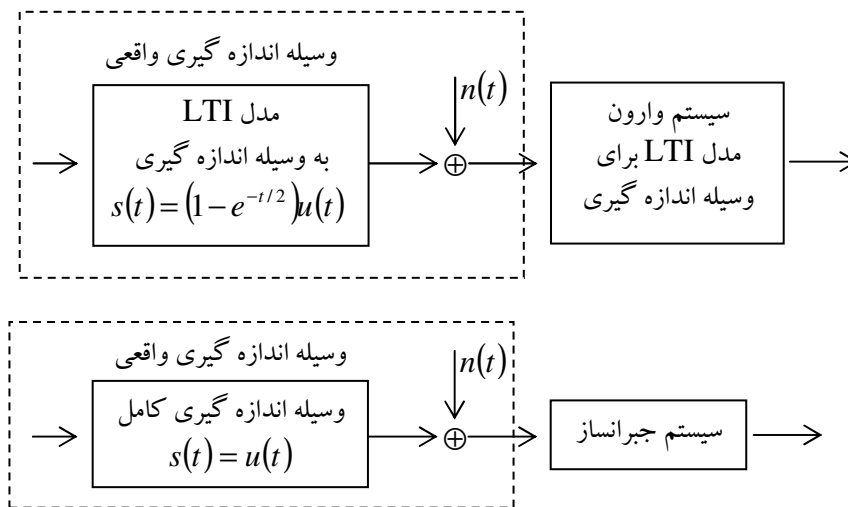 وسیله اندازه گیری واقعی
مدل LTI
به وسیله اندازه گیری
s(t) = (1 − e^{−t/2})u(t)
n(t)
سیستم وارون
مدل LTI برای
وسیله اندازه گیری
وسیله اندازه گیری واقعی
وسیله اندازه گیری کامل
s(t) = u(t)
n(t)
سیستم جبرانساز